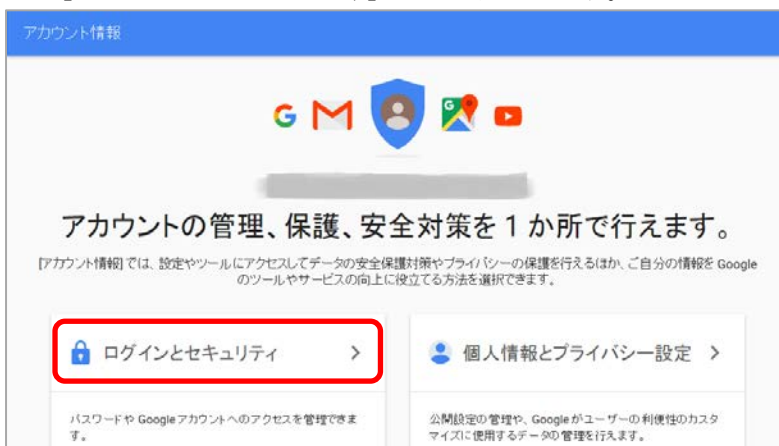 アカウント情報
アカウントの管理、保護、安全対策を 1 か所で行えます。
[アカウント情報] では、設定やツールにアクセスしてデータの安全保護対策やプライバシーの保護を行えるほか、ご自分の情報を Google
のツールやサービスの向上に役立てる方法を選択できます。
ログインとセキュリティ
個人情報とプライバシー設定
パスワードや Google アカウントへのアクセスを管理できま
す。
公開設定の管理や、Google がユーザーの利便性のカスタ
マイズに使用するデータの管理を行えます。